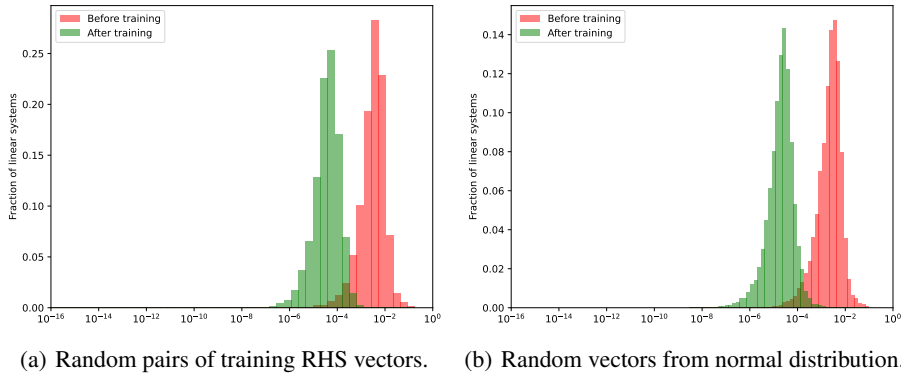 Before training
After training
Fraction of linear systems
0.25
0.20
0.15
0.10
0.05
0.00
10⁻¹⁶ 10⁻¹⁴ 10⁻¹² 10⁻¹⁰ 10⁻⁸ 10⁻⁶ 10⁻⁴ 10⁻² 10⁰
(a) Random pairs of training RHS vectors.
Before training
After training
Fraction of linear systems
0.14
0.12
0.10
0.08
0.06
0.04
0.02
0.00
10⁻¹⁶ 10⁻¹⁴ 10⁻¹² 10⁻¹⁰ 10⁻⁸ 10⁻⁶ 10⁻⁴ 10⁻² 10⁰
(b) Random vectors from normal distribution.